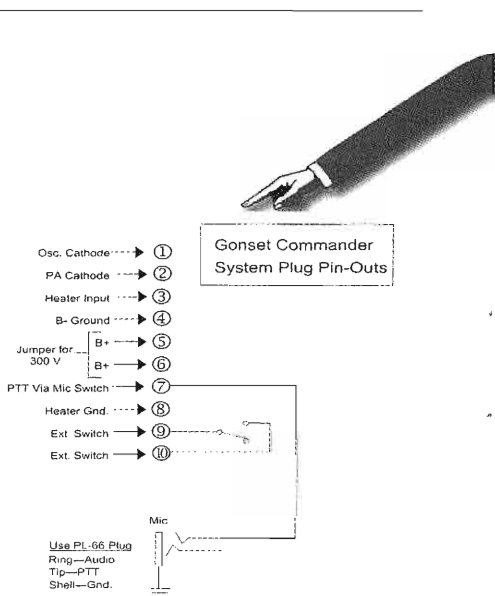 Gonset Commander
System Plug Pin-Outs
Osc. Cathode ①
PA Cathode ②
Heater Input ③
B- Ground ④
Jumper for
300 V
B+ ⑤
B+ ⑥
PTT Via Mic Switch ⑦
Heater Gnd. ⑧
Ext Switch ⑨
Ext. Switch ⑩
Mic
Use PL-66 Plug
Ring—Audio
Tip—PTT
Shell—Gnd.